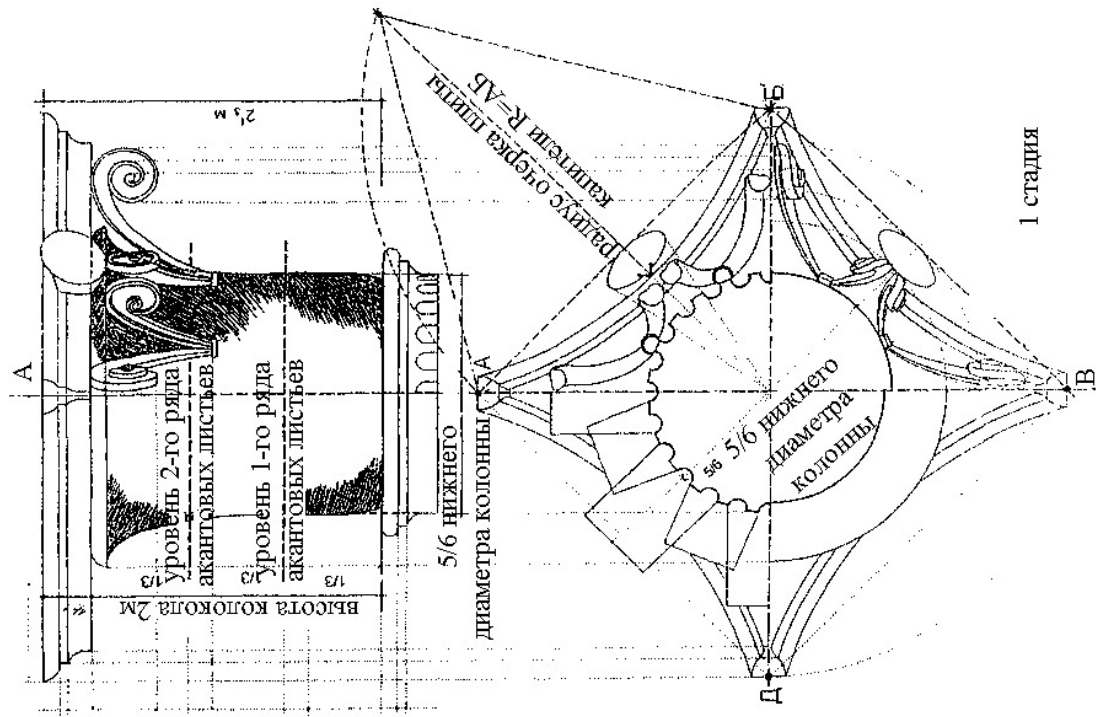 А
2⅓ м
уровень 2-го ряда
акантовых листьев
уровень 1-го ряда
акантовых листьев
1/3
1/3
1/3
высота колокола 2м
5/6 нижнего
диаметра колонны
радиус очерка плиты
капители R=АБ
А
Б
В
Д
5/6
5/6 нижнего
диаметра
колонны
1 стадия